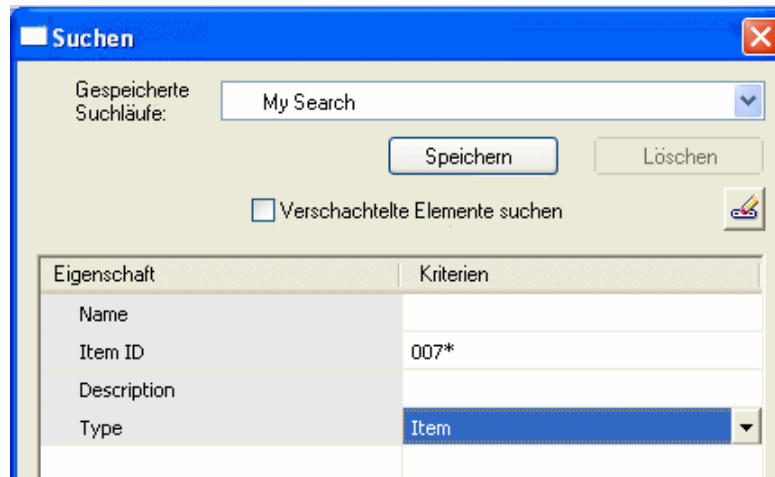 Suchen
Gespeicherte
Suchläufe:
My Search
Speichern Löschen
Verschachtelte Elemente suchen
Eigenschaft Kriterien
Name
Item ID 007*
Description
Type Item